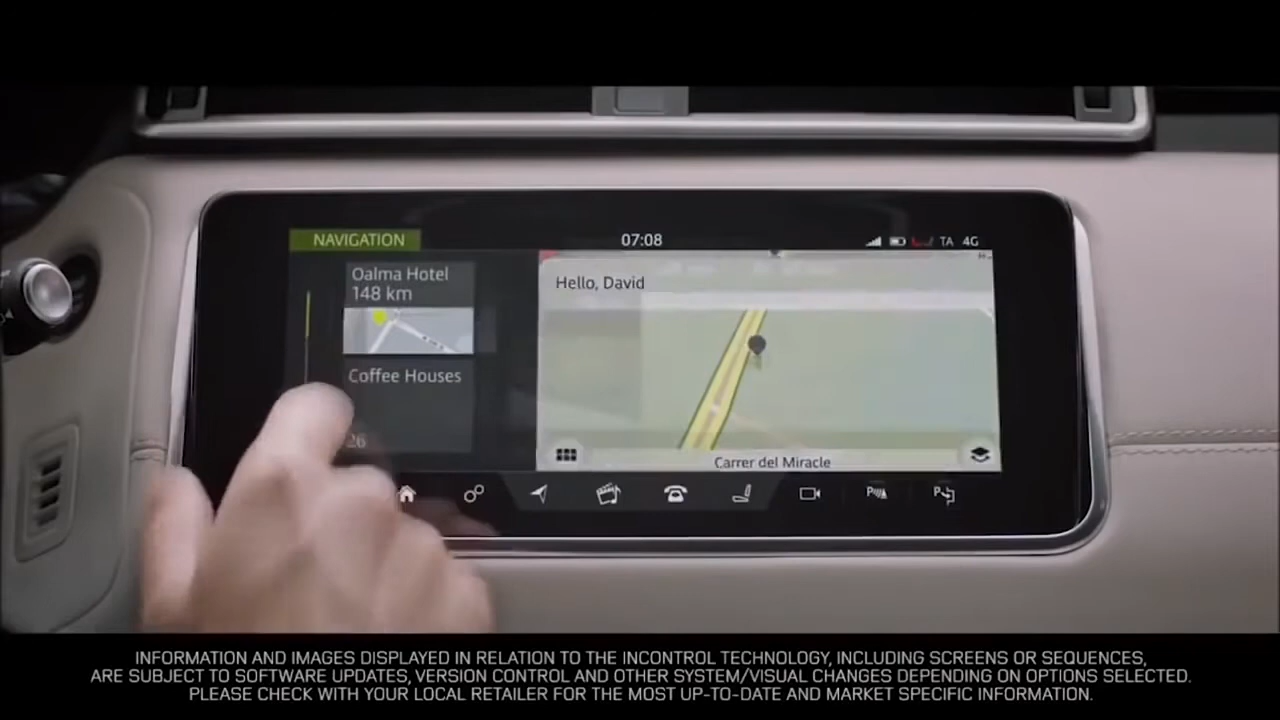 NAVIGATION
07:08
TA 4G
Oalma Hotel
148 km
Coffee Houses
26
Hello, David
Carrer del Miracle
INFORMATION AND IMAGES DISPLAYED IN RELATION TO THE INCONTROL TECHNOLOGY, INCLUDING SCREENS OR SEQUENCES,
ARE SUBJECT TO SOFTWARE UPDATES, VERSION CONTROL AND OTHER SYSTEM/VISUAL CHANGES DEPENDING ON OPTIONS SELECTED.
PLEASE CHECK WITH YOUR LOCAL RETAILER FOR THE MOST UP-TO-DATE AND MARKET SPECIFIC INFORMATION.